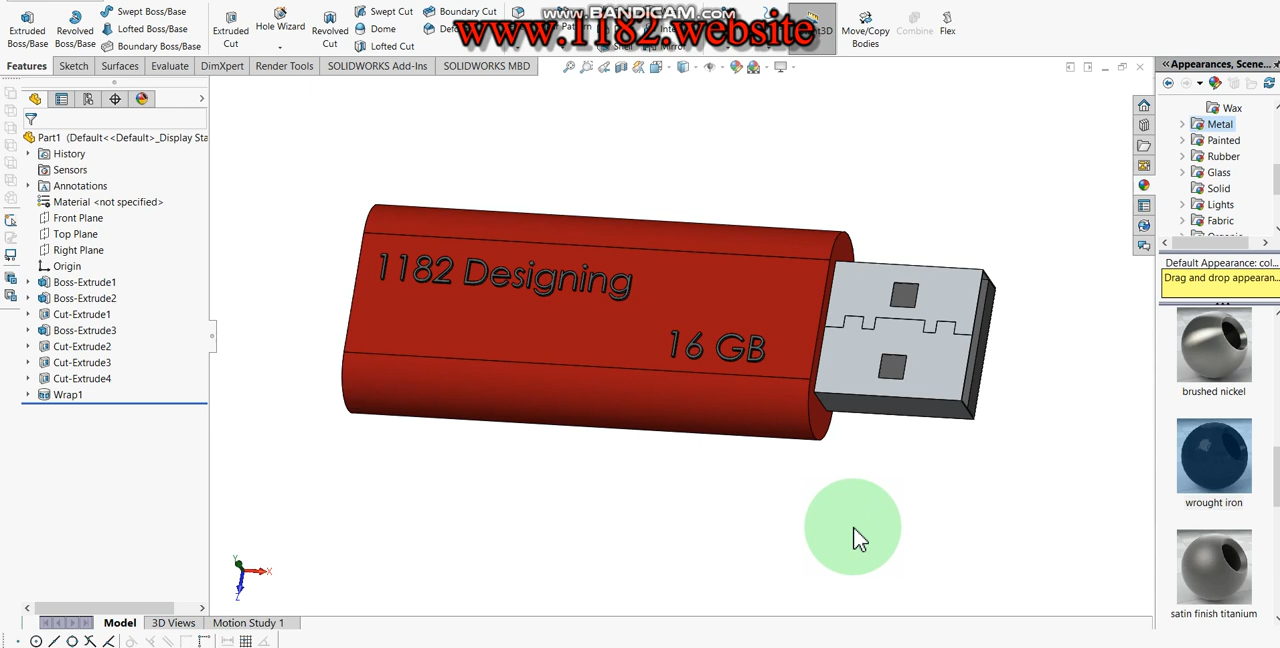 www.BANDICAM.com
www.1182.website
Extruded Boss/Base
Revolved Boss/Base
Swept Boss/Base
Lofted Boss/Base
Boundary Boss/Base
Extruded Cut
Hole Wizard
Revolved Cut
Swept Cut
Dome
Lofted Cut
Boundary Cut
Move/Copy Bodies
Combine
Flex
Features Sketch Surfaces Evaluate DimXpert Render Tools SOLIDWORKS Add-Ins SOLIDWORKS MBD
Part1 (Default<<Default>_Display Sta
History
Sensors
Annotations
Material <not specified>
Front Plane
Top Plane
Right Plane
Origin
Boss-Extrude1
Boss-Extrude2
Cut-Extrude1
Boss-Extrude3
Cut-Extrude2
Cut-Extrude3
Cut-Extrude4
Wrap1
1182 Designing
16 GB
Y
X
Z
Appearances, Scene...
Wax
Metal
Painted
Rubber
Glass
Solid
Lights
Fabric
Default Appearance: col...
Drag and drop appearan...
brushed nickel
wrought iron
satin finish titanium
Model 3D Views Motion Study 1